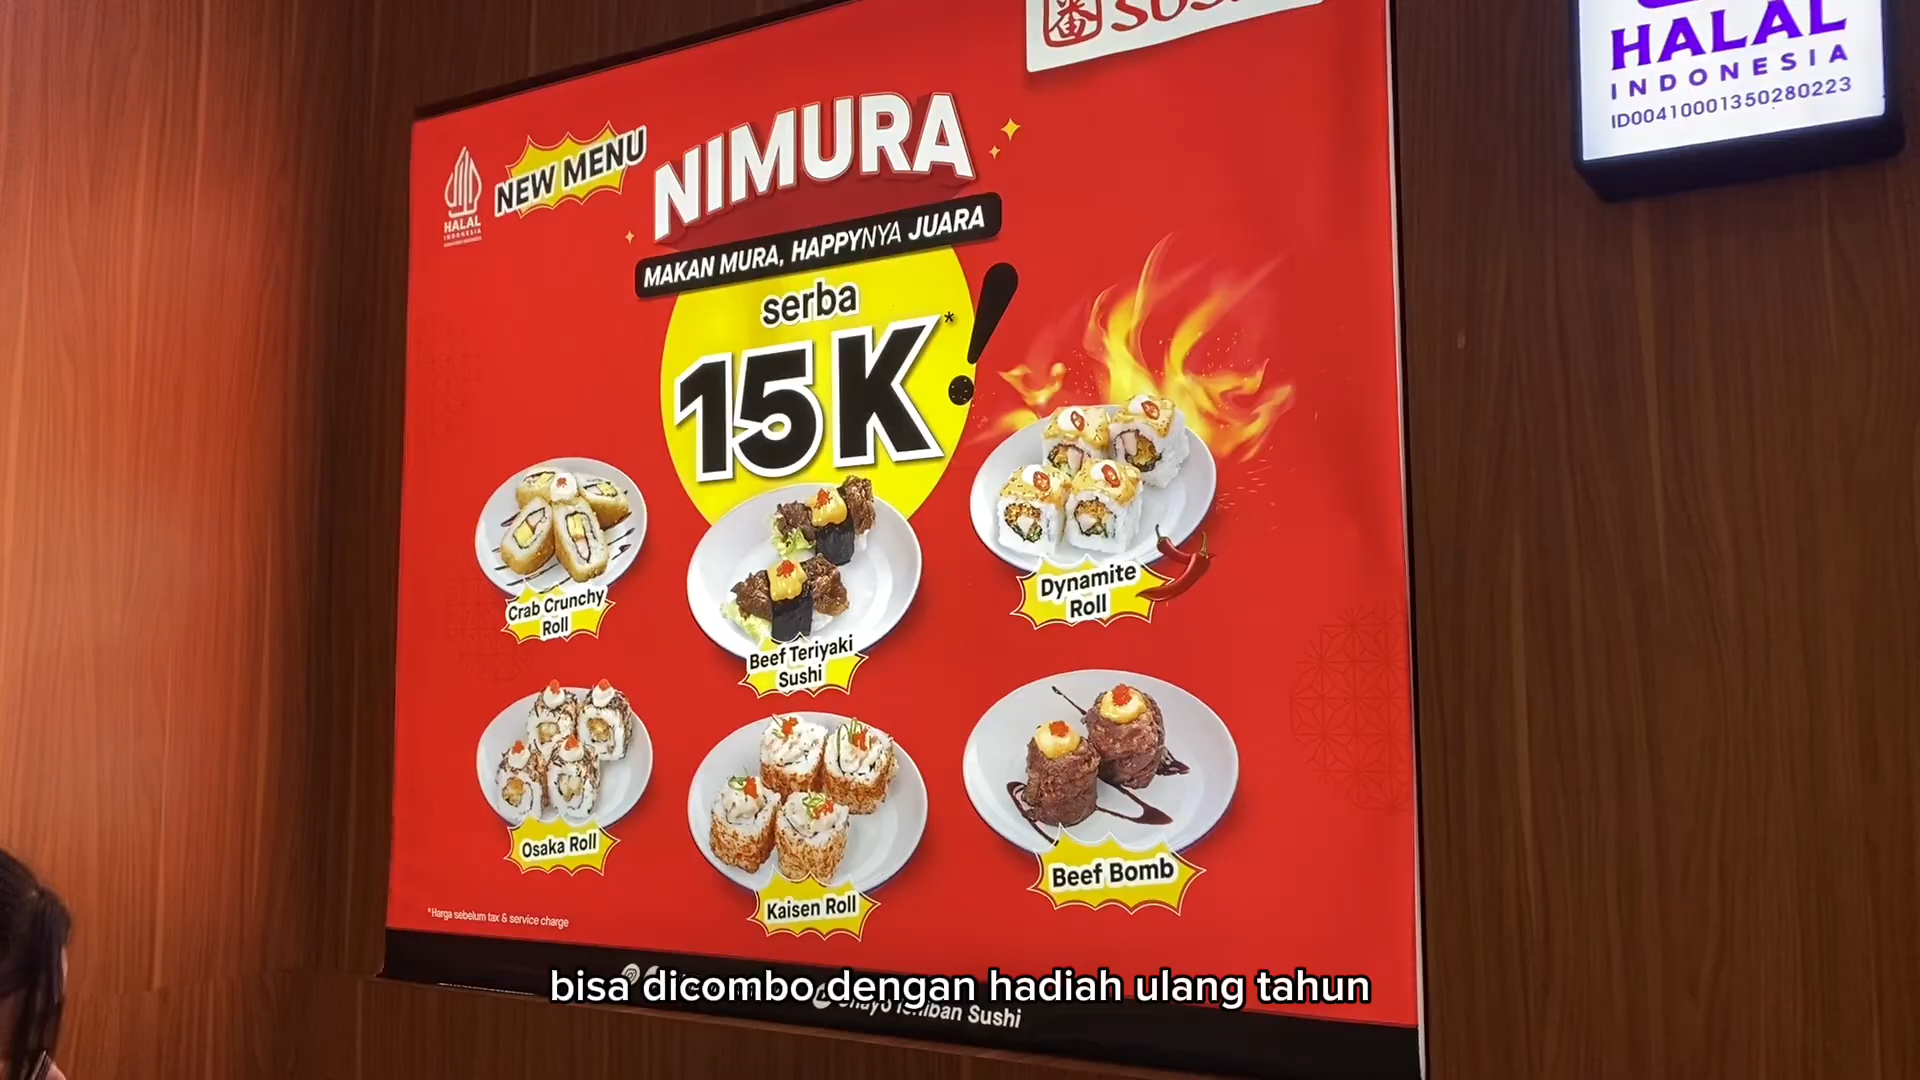 番
HALAL
INDONESIA
ID00410001350280223
HALAL
INDONESIA
NEW MENU
NIMURA
MAKAN MURA, HAPPYNYA JUARA
serba
15K*!
Crab Crunchy
Roll
Beef Teriyaki
Sushi
Dynamite
Roll
Osaka Roll
Kaisen Roll
Beef Bomb
*Harga sebelum tax & service charge
bisa dicombo dengan hadiah ulang tahun
Sushi